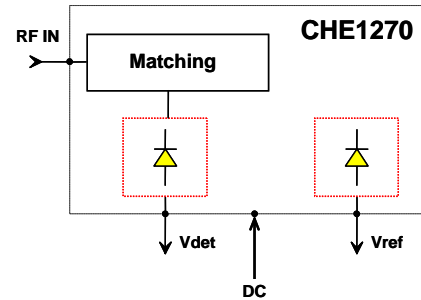 CHE1270
RF IN
Matching
Vdet
Vref
DC